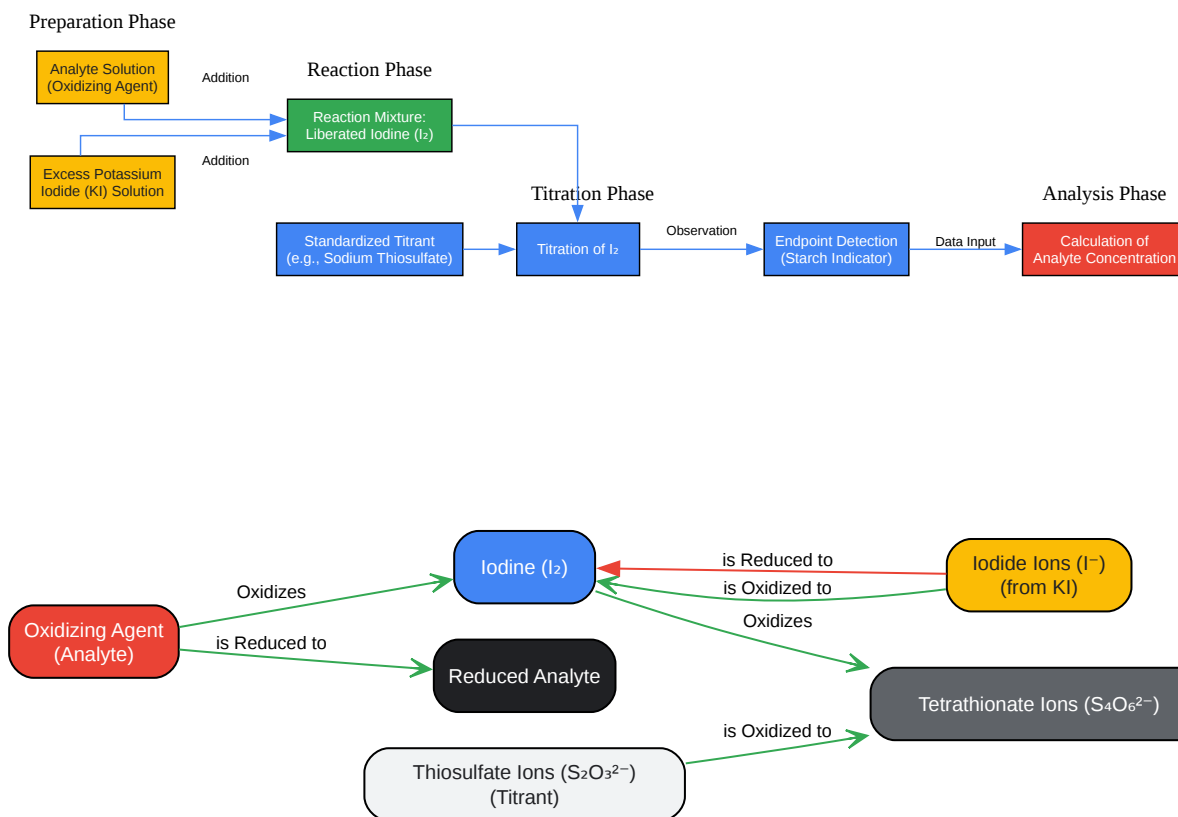 Preparation Phase
Analyte Solution
(Oxidizing Agent)
Addition
Reaction Phase
Reaction Mixture:
Liberated Iodine (I₂)
Addition
Excess Potassium
Iodide (KI) Solution
Titration Phase
Analysis Phase
Standardized Titrant
(e.g., Sodium Thiosulfate)
Titration of I₂
Observation
Endpoint Detection
(Starch Indicator)
Data Input
Calculation of
Analyte Concentration
Iodine (I₂)
is Reduced to
Iodide Ions (I⁻)
(from KI)
is Oxidized to
Oxidizes
Oxidizes
Oxidizing Agent
(Analyte)
is Reduced to
Reduced Analyte
Tetrathionate Ions (S₄O₆²⁻)
is Oxidized to
Thiosulfate Ions (S₂O₃²⁻)
(Titrant)